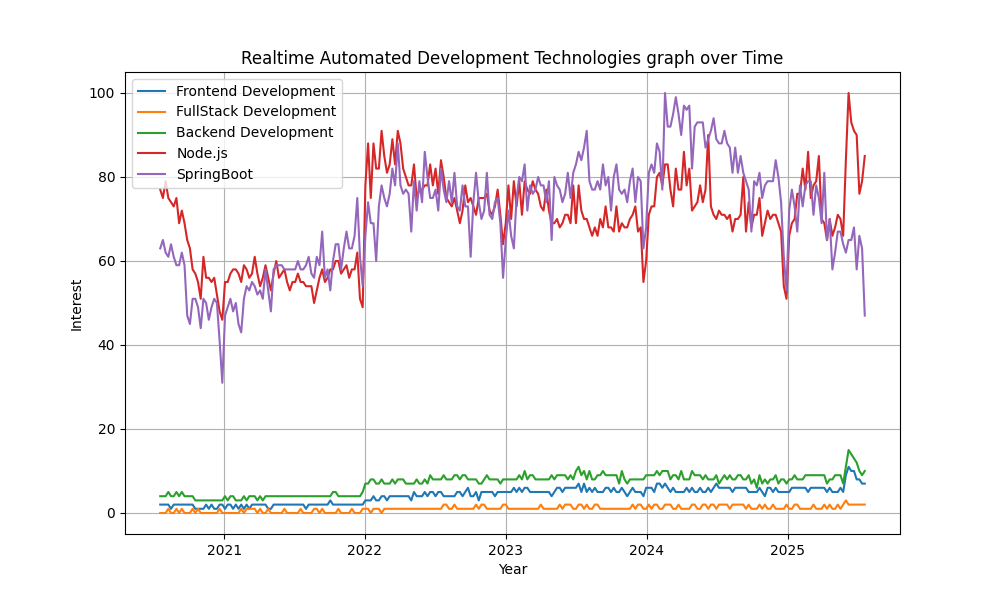 Realtime Automated Development Technologies graph over Time
Frontend Development
FullStack Development
Backend Development
Node.js
SpringBoot
100
80
60
40
20
0
Interest
2021 2022 2023 2024 2025
Year